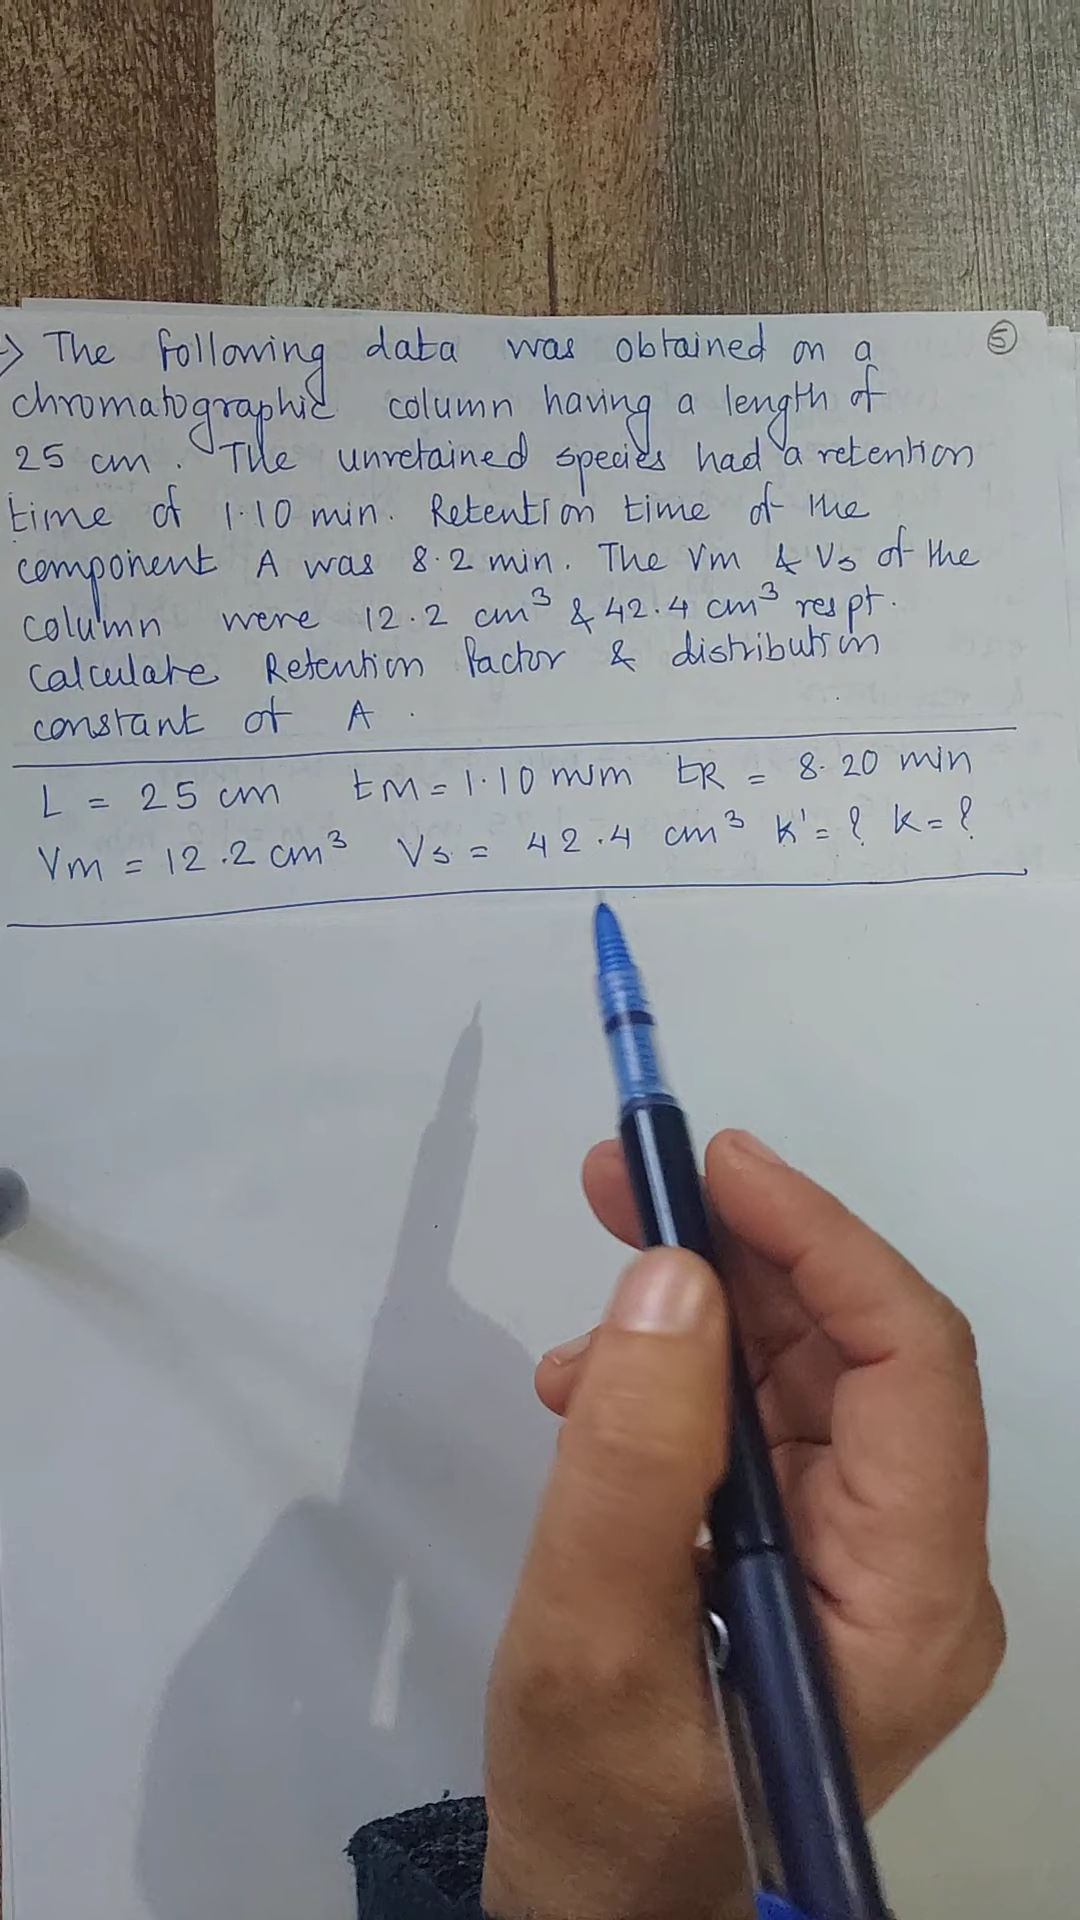 → The following data was obtained on a ⑤
chromatographic column having a length of
25 cm. The unretained species had a retention
time of 1.10 min. Retention time of the
component A was 8.2 min. The Vm & Vs of the
column were 12.2 cm³ & 42.4 cm³ respt.
Calculate Retention factor & distribution
constant of A.
L = 25 cm tM = 1.10 min tR = 8.20 min
Vm = 12.2 cm³ Vs = 42.4 cm³ K' = ? K = ?